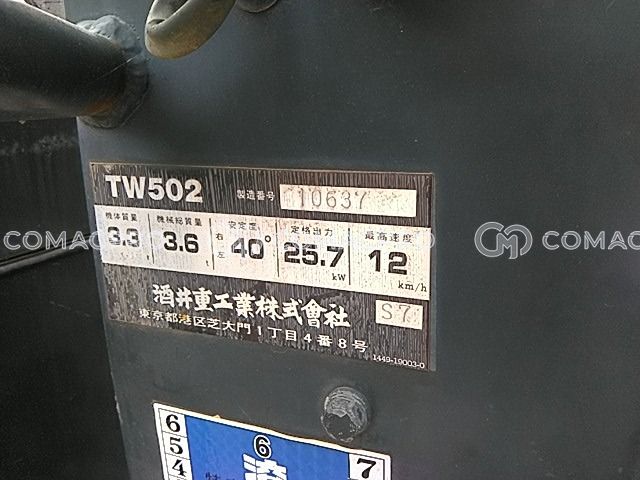 TW502 製造番号 10637
機体質量 機械総質量 安定度 定格出力 最高速度
3.3 t 3.6 t 右左 40° 25.7 kW 12 km/h
酒井重工業株式會社 S7
東京都港区芝大門1丁目4番8号
1449-19003-0
6 6 7
5 済
4
COMAC
CM COMAC